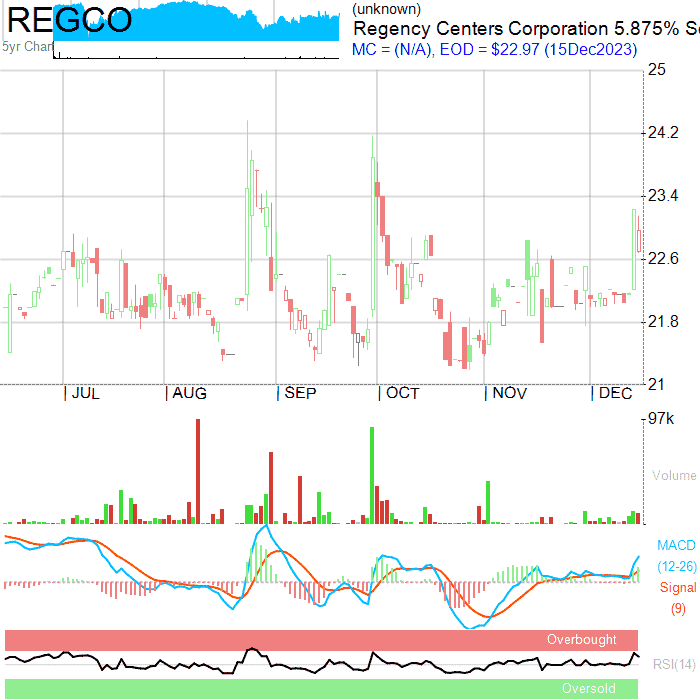 REGCO
5yr Chart
(unknown)
Regency Centers Corporation 5.875%
MC = (N/A), EOD = $22.97 (15Dec2023)
25
24.2
23.4
22.6
21.8
21
JUL AUG SEP OCT NOV DEC
97k
Volume
MACD
(12-26)
Signal
(9)
Overbought
RSI(14)
Oversold